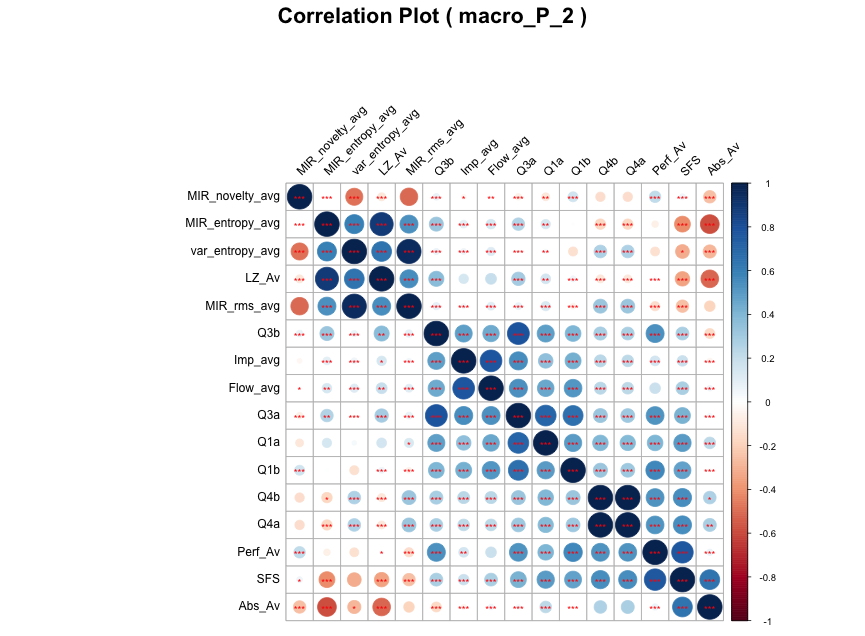 Correlation Plot ( macro_P_2 )
MIR_novelty_avg
MIR_entropy_avg
var_entropy_avg
LZ_Av
MIR_rms_avg
Q3b
Imp_avg
Flow_avg
Q3a
Q1a
Q1b
Q4b
Q4a
Perf_Av
SFS
Abs_Av
MIR_novelty_avg
MIR_entropy_avg
var_entropy_avg
LZ_Av
MIR_rms_avg
Q3b
Imp_avg
Flow_avg
Q3a
Q1a
Q1b
Q4b
Q4a
Perf_Av
SFS
Abs_Av
1
0.8
0.6
0.4
0.2
0
-0.2
-0.4
-0.6
-0.8
-1